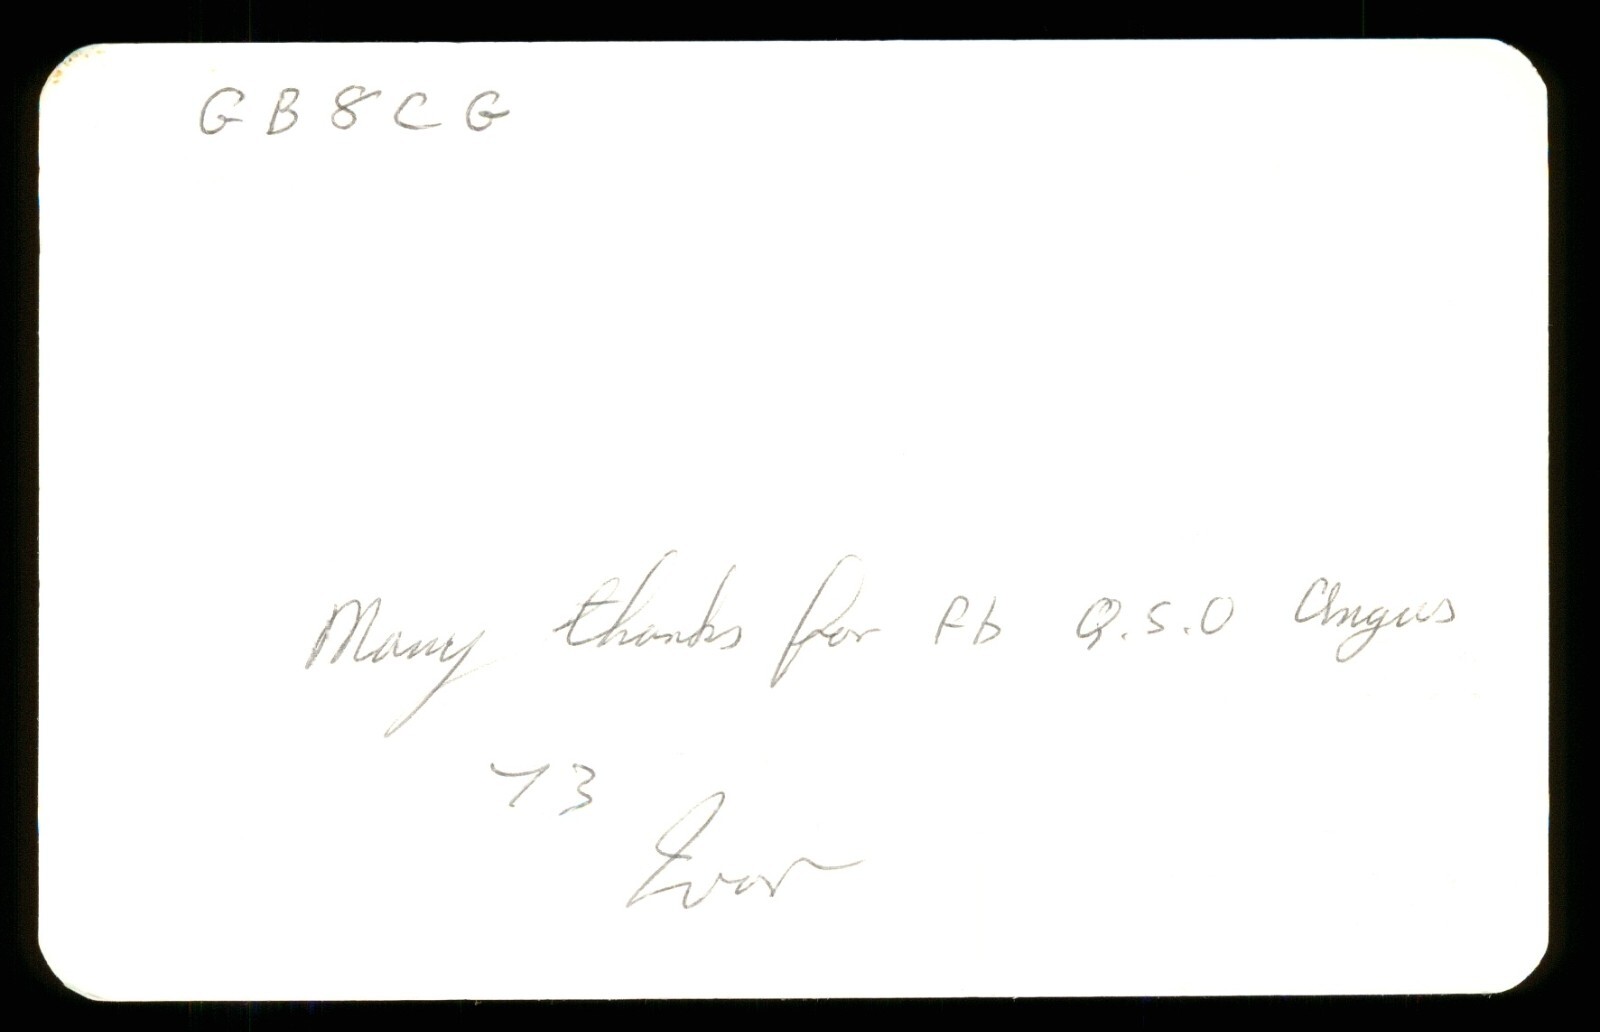 GB8CG
Many thanks for Fb Q.S.O Angus
73
Ivor